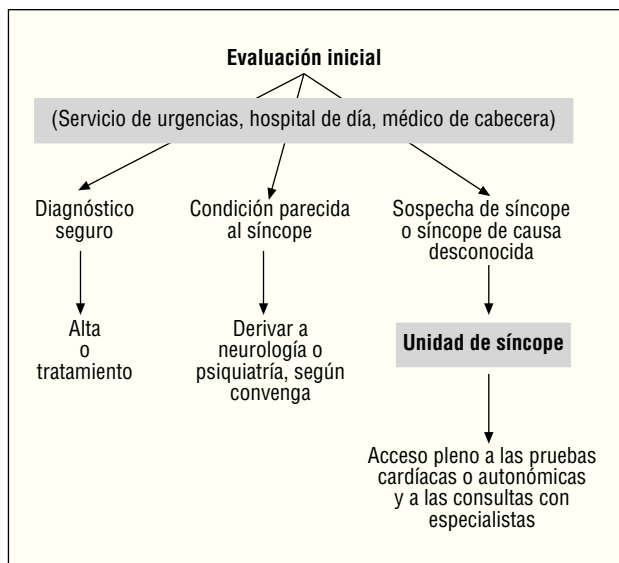 Evaluación inicial
(Servicio de urgencias, hospital de día, médico de cabecera)
Diagnóstico
seguro
Condición parecida
al síncope
Sospecha de síncope
o síncope de causa
desconocida
Alta
o
tratamiento
Derivar a
neurología o
psiquiatría, según
convenga
Unidad de síncope
Acceso pleno a las pruebas
cardíacas o autonómicas
y a las consultas con
especialistas